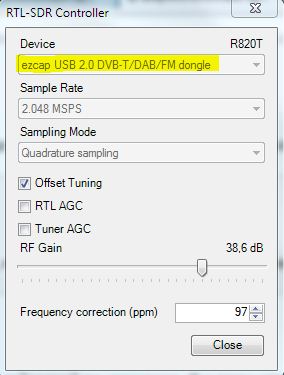 RTL-SDR Controller
Device R820T
ezcap USB 2.0 DVB-T/DAB/FM dongle
Sample Rate
2.048 MSPS
Sampling Mode
Quadrature sampling
Offset Tuning
RTL AGC
Tuner AGC
RF Gain 38,6 dB
Frequency correction (ppm) 97
Close